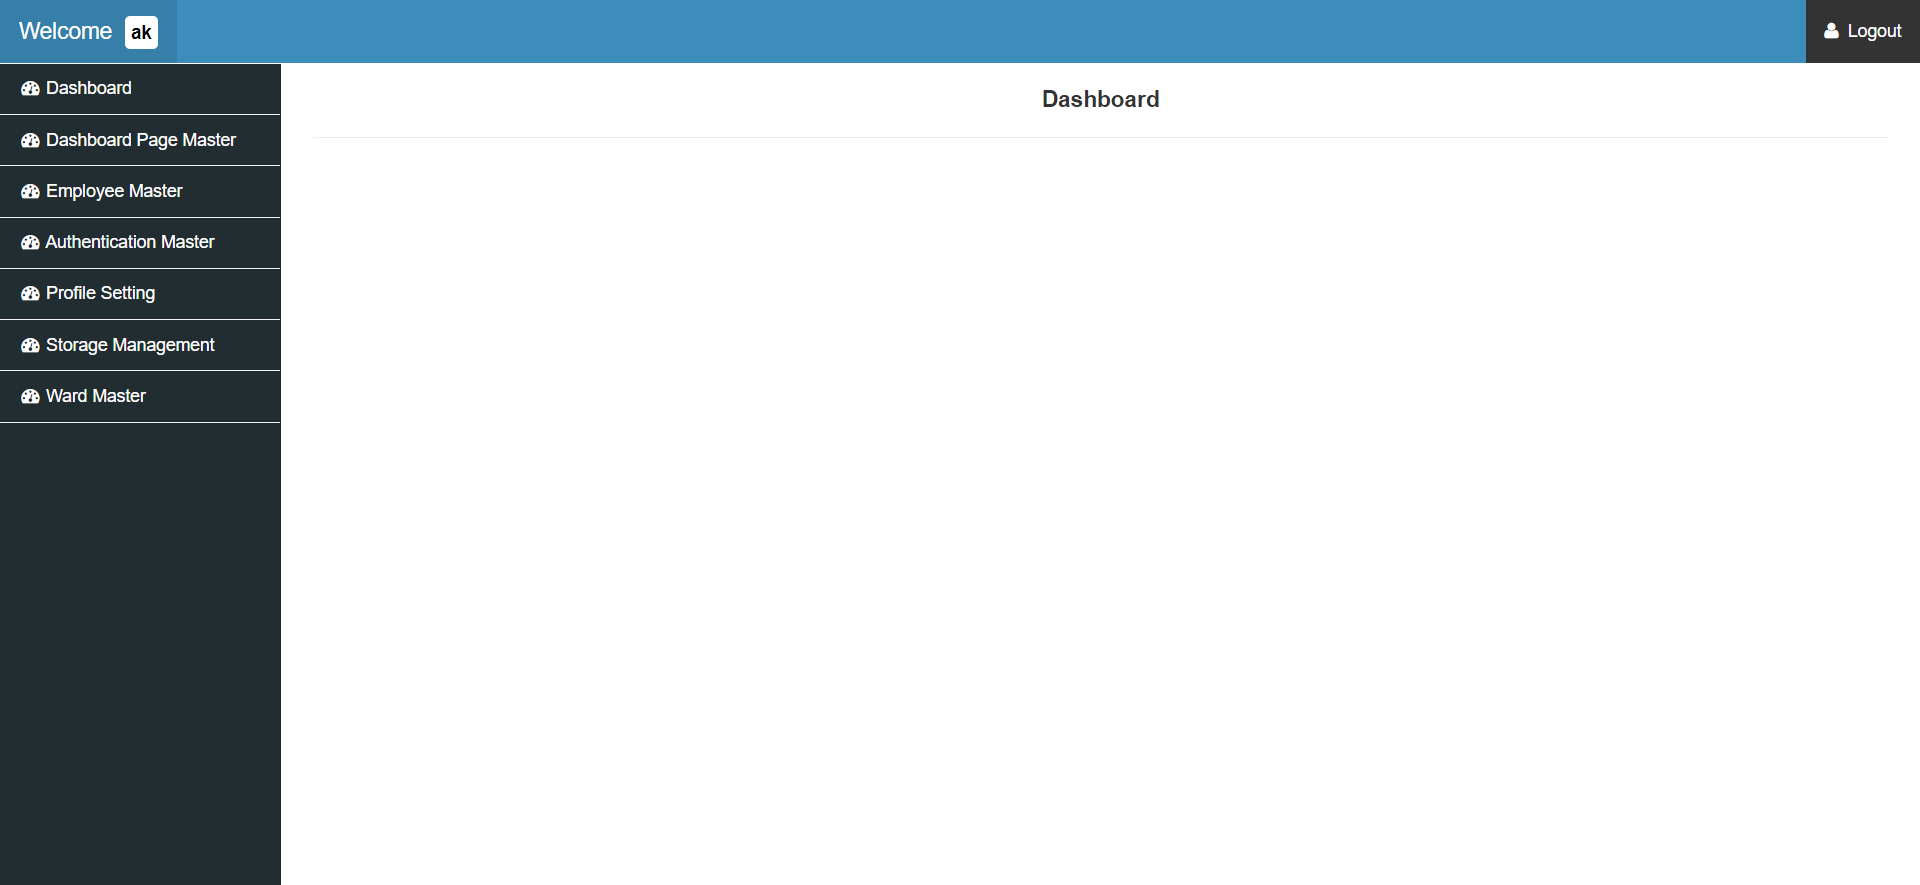 Welcome ak
Logout
Dashboard
Dashboard Page Master
Employee Master
Authentication Master
Profile Setting
Storage Management
Ward Master
Dashboard